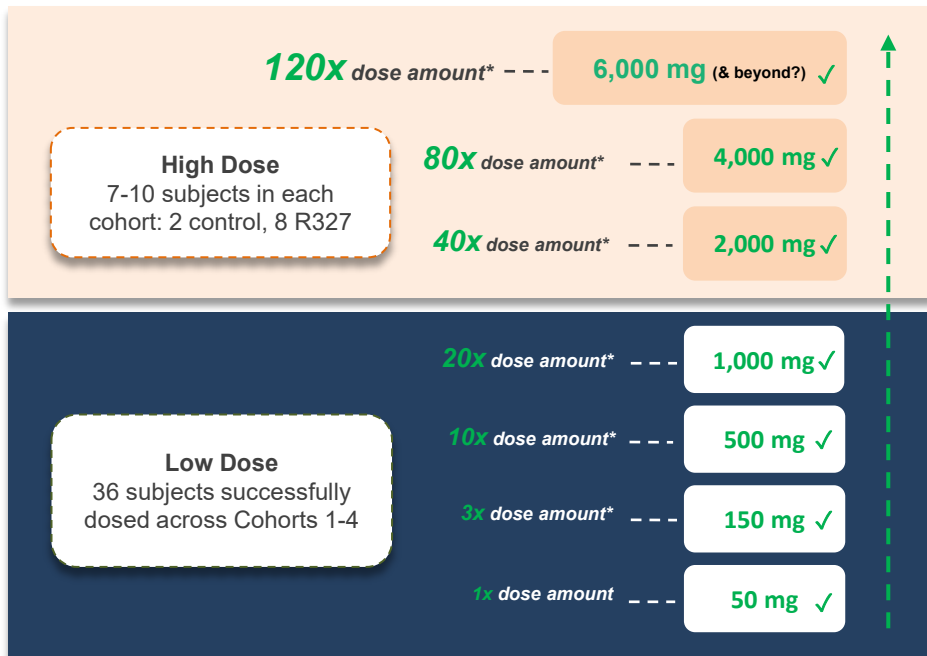 120x dose amount* 6,000 mg (& beyond?) ✓
High Dose
7-10 subjects in each
cohort: 2 control, 8 R327
80x dose amount* 4,000 mg ✓
40x dose amount* 2,000 mg ✓
20x dose amount* 1,000 mg ✓
10x dose amount* 500 mg ✓
Low Dose
36 subjects successfully
dosed across Cohorts 1-4
3x dose amount* 150 mg ✓
1x dose amount 50 mg ✓